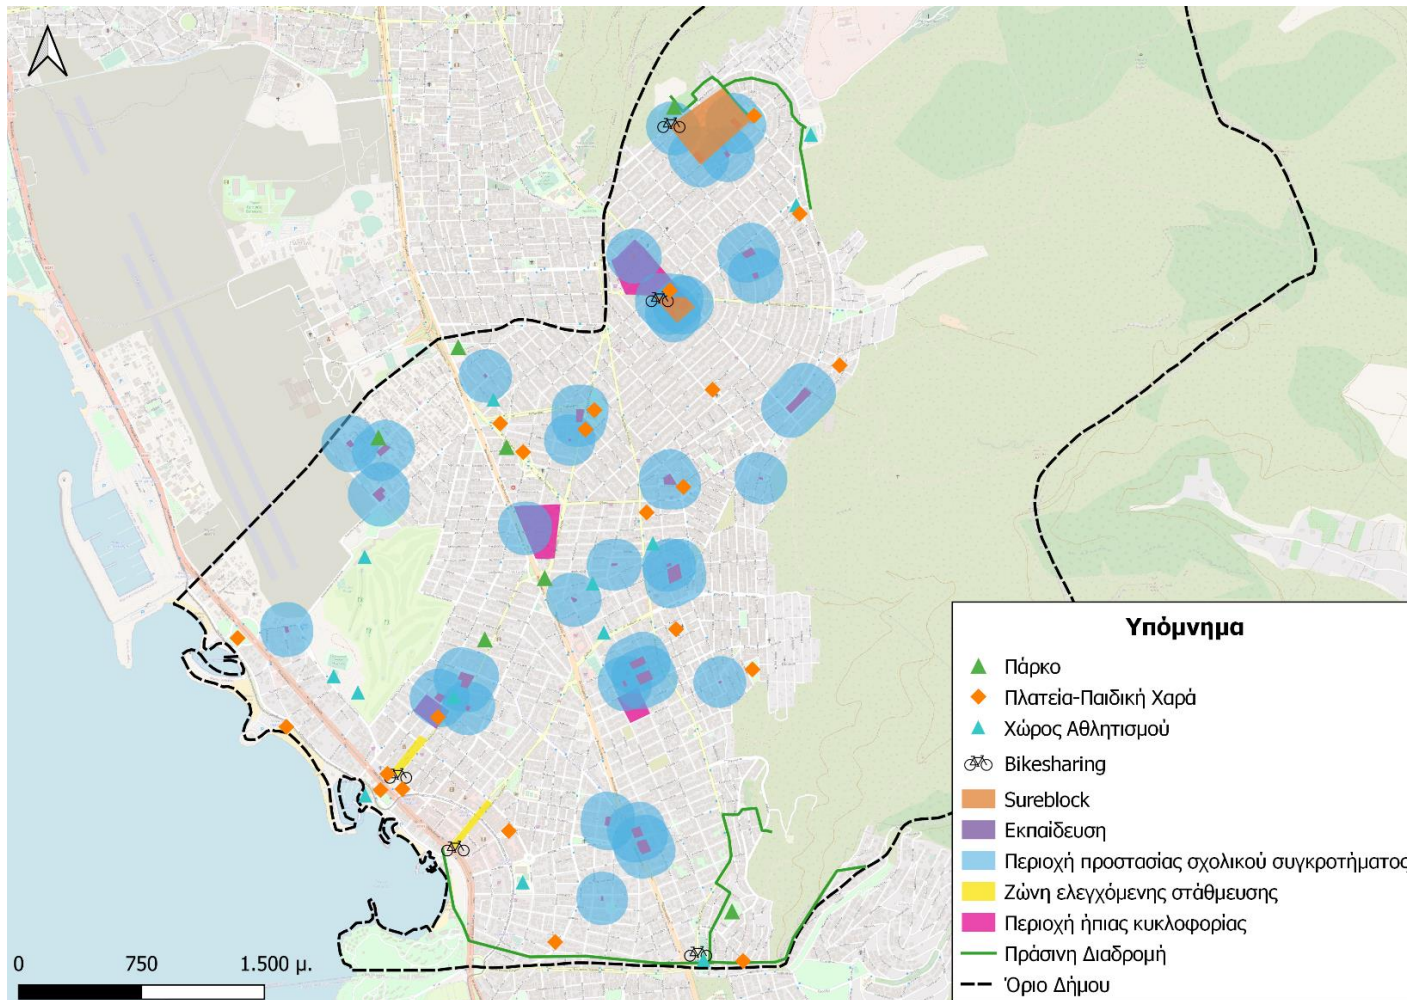 Υπόμνημα
Πάρκο
Πλατεία-Παιδική Χαρά
Χώρος Αθλητισμού
Bikesharing
Sureblock
Εκπαίδευση
Περιοχή προστασίας σχολικού συγκροτήματος
Ζώνη ελεγχόμενης στάθμευσης
Περιοχή ήπιας κυκλοφορίας
Πράσινη Διαδρομή
Όριο Δήμου
0 750 1.500 μ.